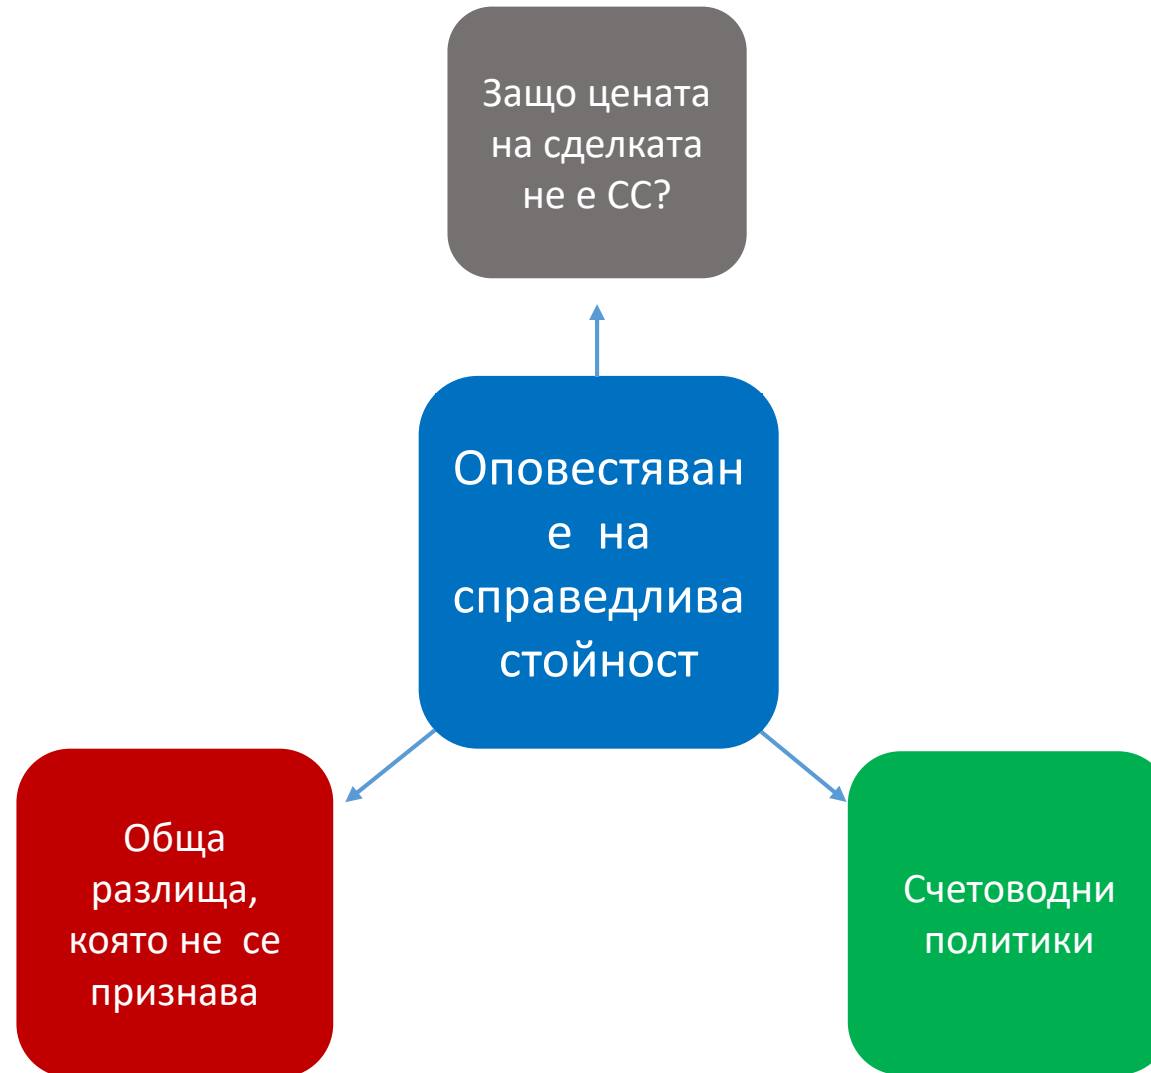 Защо цената
на сделката
не е СС?
Оповестяван
е на
справедлива
стойност
Обща
разлища,
която не се
признава
Счетоводни
политики